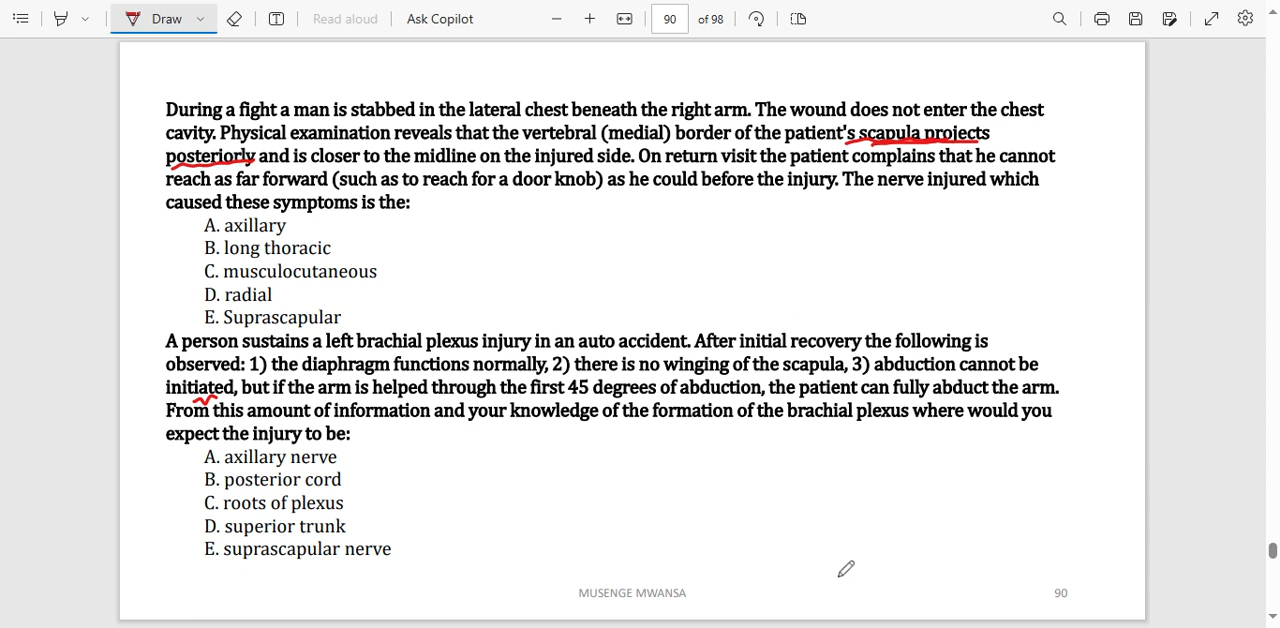 Draw
Read aloud
Ask Copilot
90
of 98
During a fight a man is stabbed in the lateral chest beneath the right arm. The wound does not enter the chest
cavity. Physical examination reveals that the vertebral (medial) border of the patient's scapula projects
posteriorly and is closer to the midline on the injured side. On return visit the patient complains that he cannot
reach as far forward (such as to reach for a door knob) as he could before the injury. The nerve injured which
caused these symptoms is the:
A. axillary
B. long thoracic
C. musculocutaneous
D. radial
E. Suprascapular
A person sustains a left brachial plexus injury in an auto accident. After initial recovery the following is
observed: 1) the diaphragm functions normally, 2) there is no winging of the scapula, 3) abduction cannot be
initiated, but if the arm is helped through the first 45 degrees of abduction, the patient can fully abduct the arm.
From this amount of information and your knowledge of the formation of the brachial plexus where would you
expect the injury to be:
A. axillary nerve
B. posterior cord
C. roots of plexus
D. superior trunk
E. suprascapular nerve
MUSENGE MWANSA
90